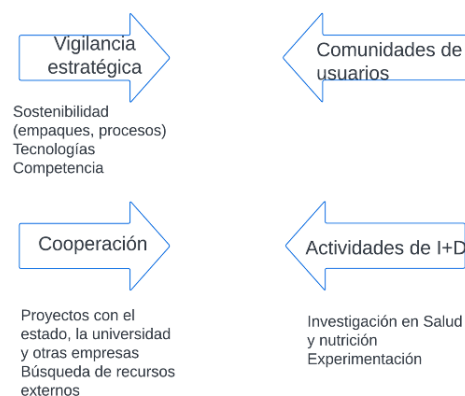 Vigilancia
estratégica
Comunidades de
usuarios
Sostenibilidad
(empaques, procesos)
Tecnologías
Competencia
Cooperación
Actividades de I+D
Proyectos con el
estado, la universidad
y otras empresas
Búsqueda de recursos
externos
Investigación en Salud
y nutrición
Experimentación